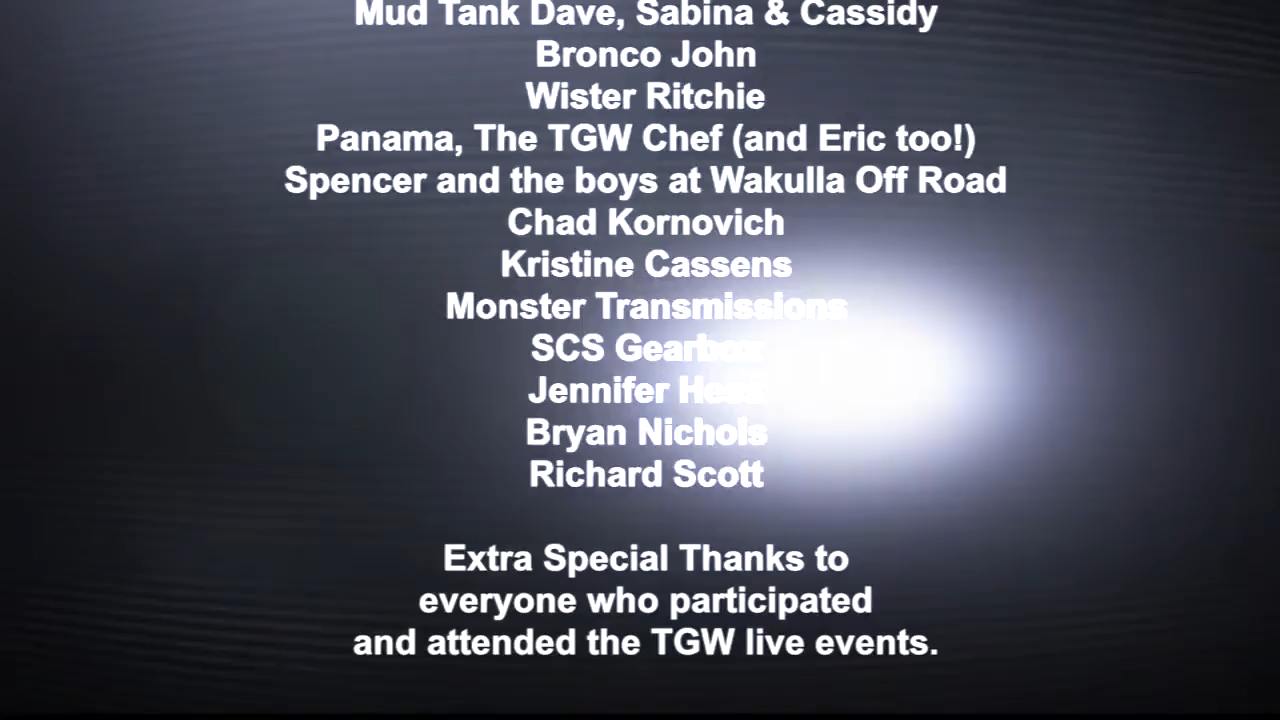 Mud Tank Dave, Sabina & Cassidy
Bronco John
Wister Ritchie
Panama, The TGW Chef (and Eric too!)
Spencer and the boys at Wakulla Off Road
Chad Kornovich
Kristine Cassens
Monster Transmissions
SCS Gearbox
Jennifer
Bryan Nichols
Richard Scott
Extra Special Thanks to
everyone who participated
and attended the TGW live events.